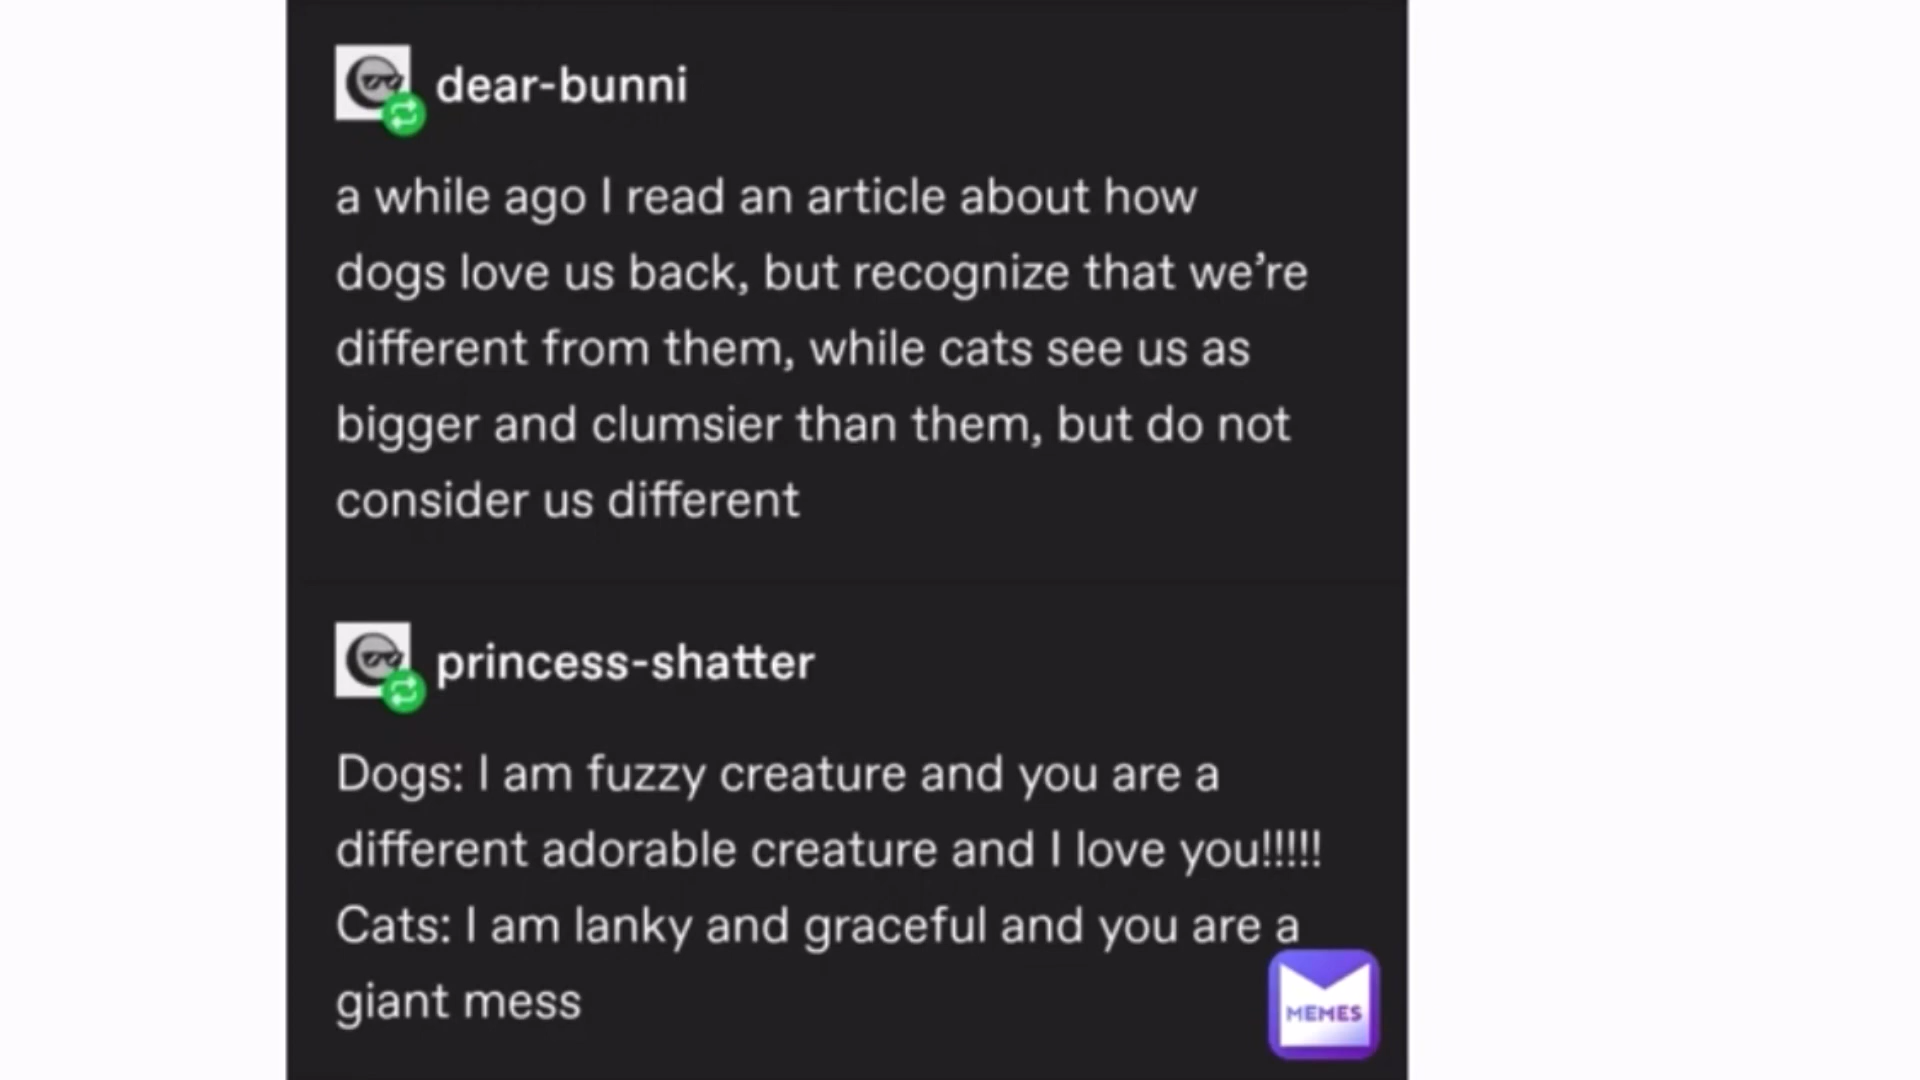 dear-bunni
a while ago I read an article about how
dogs love us back, but recognize that we’re
different from them, while cats see us as
bigger and clumsier than them, but do not
consider us different
princess-shatter
Dogs: I am fuzzy creature and you are a
different adorable creature and I love you!!!!!
Cats: I am lanky and graceful and you are a
giant mess
MEMES